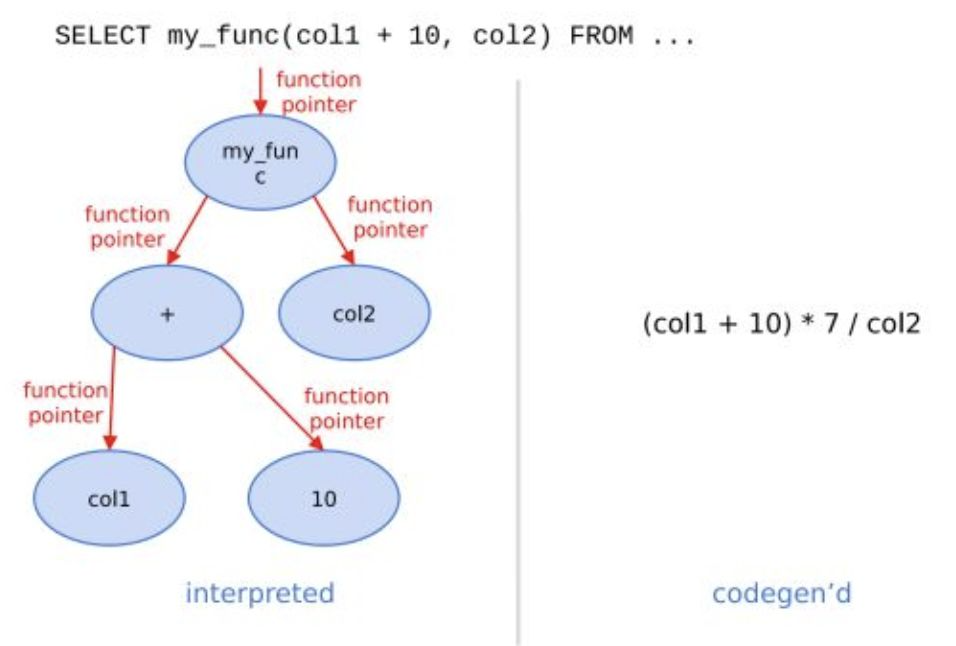 SELECT my_func(col1 + 10, col2) FROM ...
function
pointer
my_fun
c
function
pointer
function
pointer
+
col2
(col1 + 10) * 7 / col2
function
pointer
function
pointer
col1
10
interpreted
codegen’d